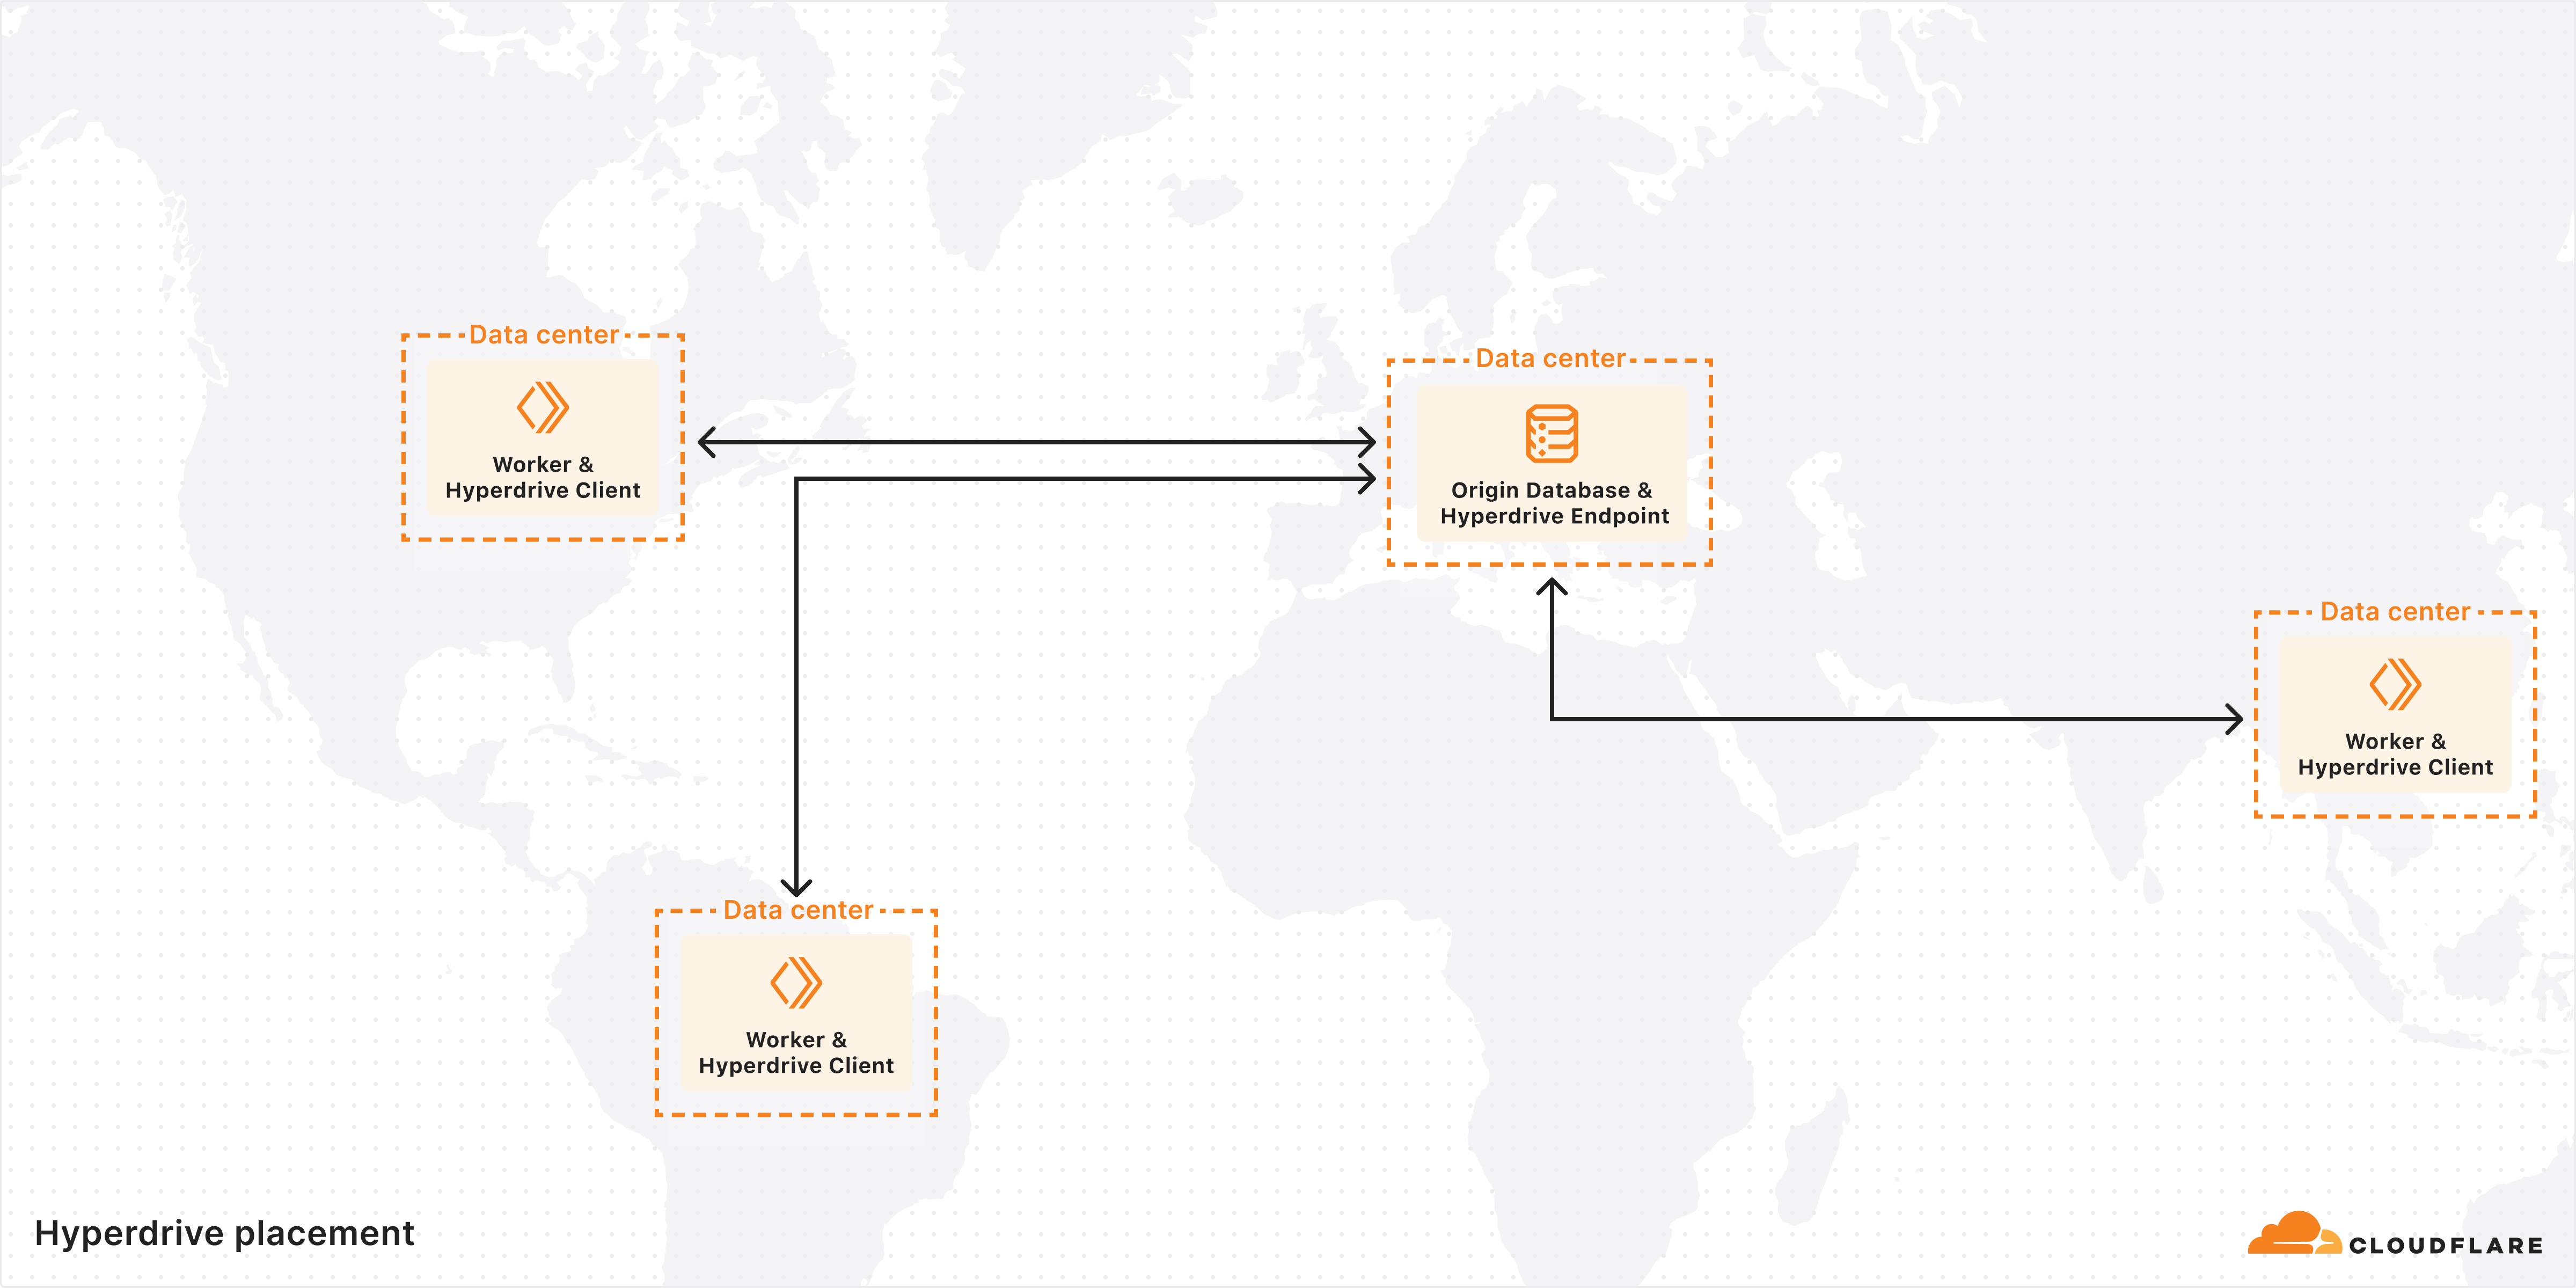 Data center
Worker &
Hyperdrive Client
Data center
Origin Database &
Hyperdrive Endpoint
Data center
Worker &
Hyperdrive Client
Data center
Worker &
Hyperdrive Client
Hyperdrive placement
CLOUDFLARE